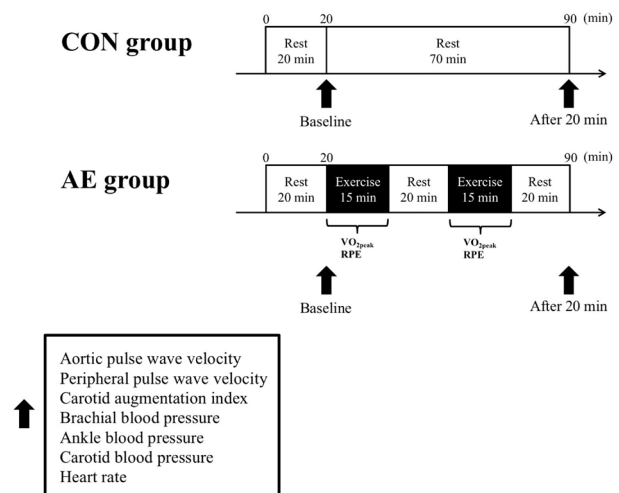 0 20 90 (min)
CON group
Rest
20 min
Rest
70 min
Baseline
After 20 min
0 20 90 (min)
AE group
Rest
20 min
Exercise
15 min
Rest
20 min
Exercise
15 min
Rest
20 min
VO2peak
RPE
VO2peak
RPE
Baseline
After 20 min
Aortic pulse wave velocity
Peripheral pulse wave velocity
Carotid augmentation index
Brachial blood pressure
Ankle blood pressure
Carotid blood pressure
Heart rate